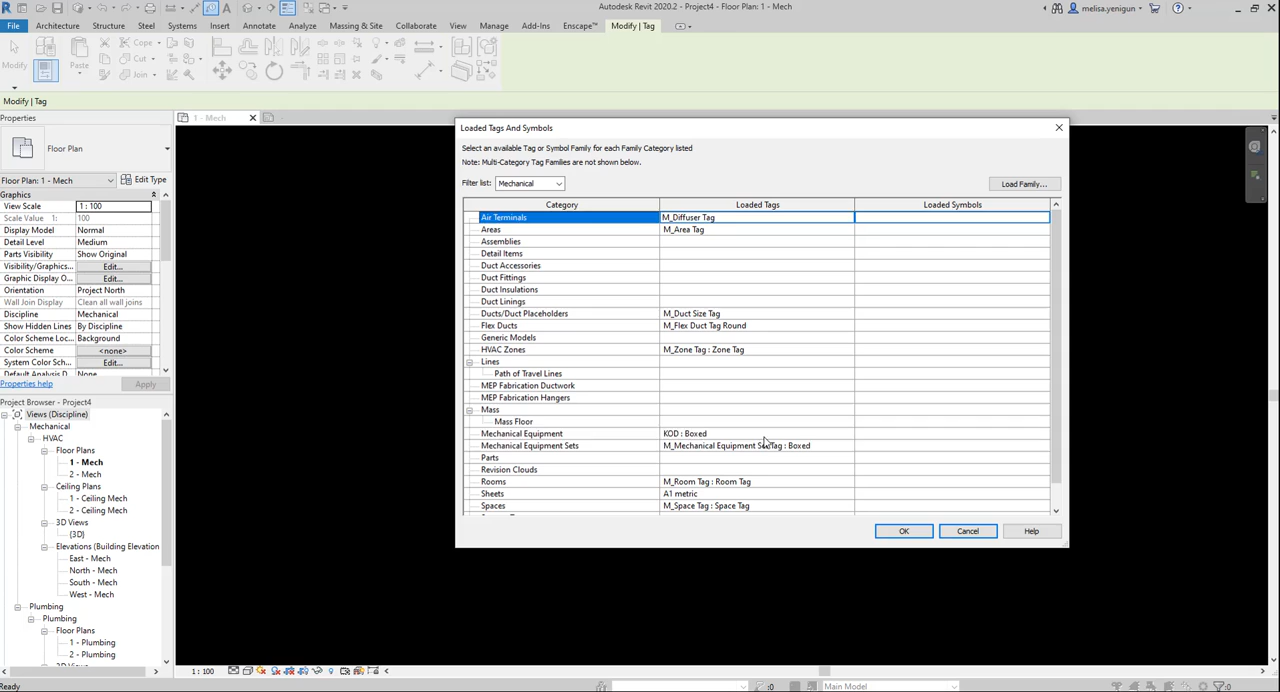 Autodesk Revit 2020.2 - Project4 - Floor Plan: 1 - Mech
melisa.yenigun
File Architecture Structure Steel Systems Insert Annotate Analyze Massing & Site Collaborate View Manage Add-Ins Enscape™ Modify | Tag
Modify
Paste
Cope
Cut
Join
Modify | Tag
Properties
1 - Mech
Floor Plan
Floor Plan: 1 - Mech Edit Type
Graphics
View Scale 1 : 100
Scale Value 1: 100
Display Model Normal
Detail Level Medium
Parts Visibility Show Original
Visibility/Graphics... Edit...
Graphic Display O... Edit...
Orientation Project North
Wall Join Display Clean all wall joins
Discipline Mechanical
Show Hidden Lines By Discipline
Color Scheme Loc... Background
Color Scheme <none>
System Color Sch... Edit...
Default Analysis D... None
Properties help Apply
Project Browser - Project4
Views (Discipline)
Mechanical
HVAC
Floor Plans
1 - Mech
2 - Mech
Ceiling Plans
1 - Ceiling Mech
2 - Ceiling Mech
3D Views
{3D}
Elevations (Building Elevation
East - Mech
North - Mech
South - Mech
West - Mech
Plumbing
Plumbing
Floor Plans
1 - Plumbing
2 - Plumbing
3D Views
Loaded Tags And Symbols
Select an available Tag or Symbol Family for each Family Category listed
Note: Multi-Category Tag Families are not shown below.
Filter list: Mechanical Load Family...
Category Loaded Tags Loaded Symbols
Air Terminals M_Diffuser Tag
Areas M_Area Tag
Assemblies
Detail Items
Duct Accessories
Duct Fittings
Duct Insulations
Duct Linings
Ducts/Duct Placeholders M_Duct Size Tag
Flex Ducts M_Flex Duct Tag Round
Generic Models
HVAC Zones M_Zone Tag : Zone Tag
Lines
Path of Travel Lines
MEP Fabrication Ductwork
MEP Fabrication Hangers
Mass
Mass Floor
Mechanical Equipment KOD : Boxed
Mechanical Equipment Sets M_Mechanical Equipment Set Tag : Boxed
Parts
Revision Clouds
Rooms M_Room Tag : Room Tag
Sheets A1 metric
Spaces M_Space Tag : Space Tag
OK Cancel Help
1 : 100
Ready :0 Main Model :0